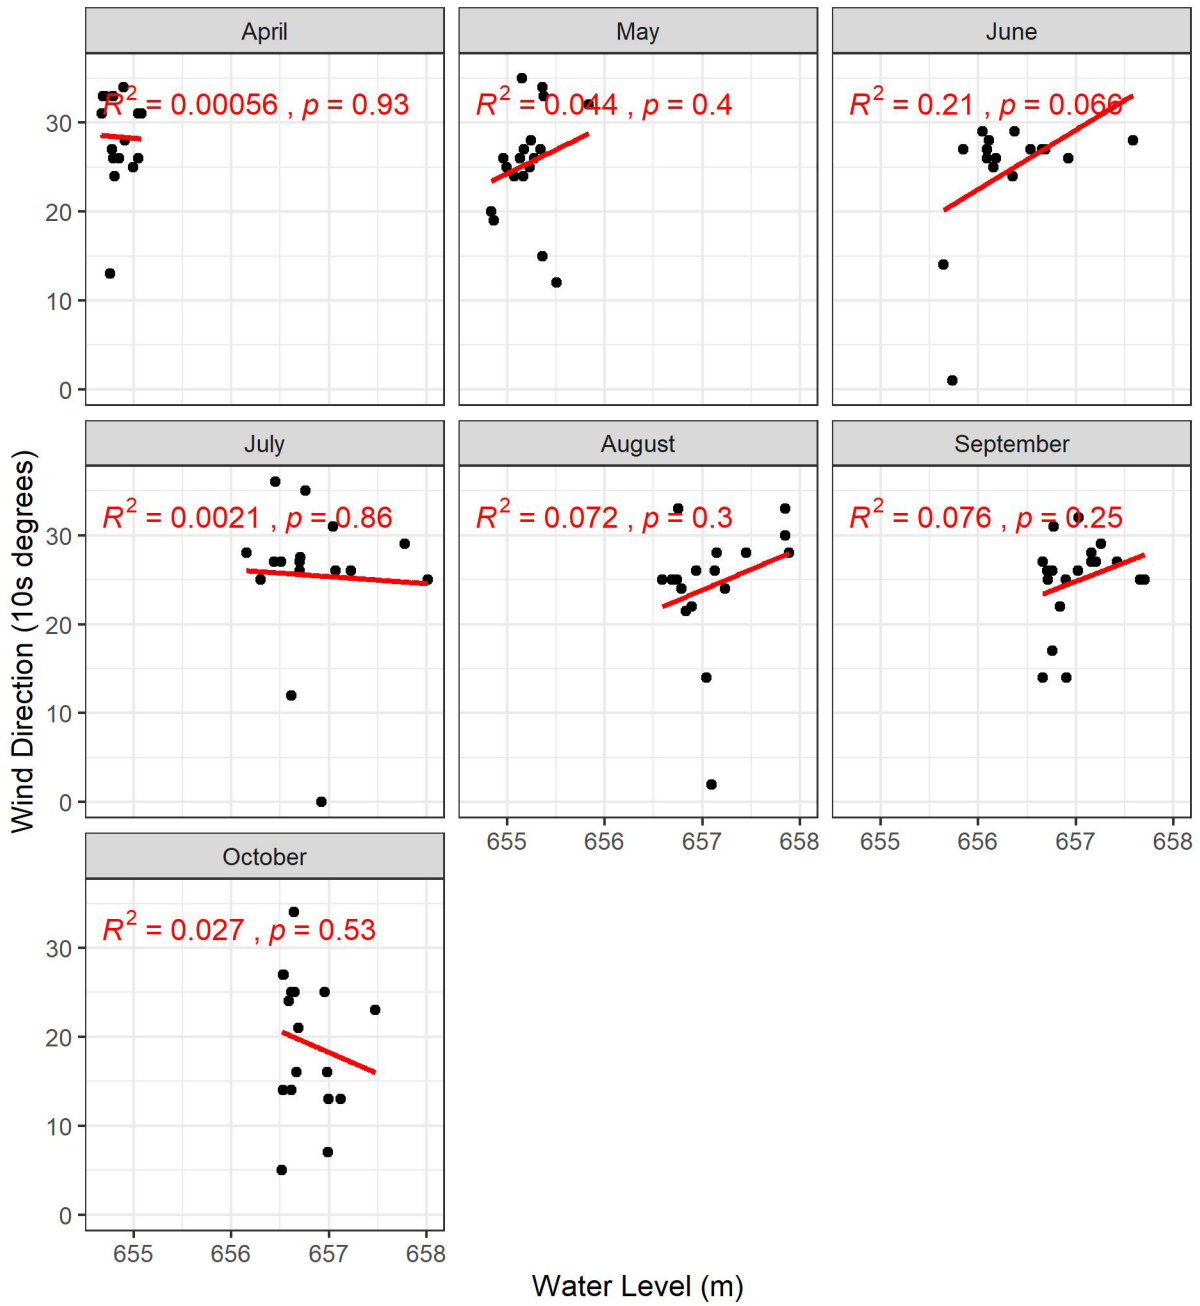 April
May
June
R² = 0.00056 , p = 0.93
R² = 0.044 , p = 0.4
R² = 0.21 , p = 0.066
30
20
10
0
July
August
September
R² = 0.0021 , p = 0.86
R² = 0.072 , p = 0.3
R² = 0.076 , p = 0.25
30
20
10
0
Wind Direction (10s degrees)
655 656 657 658
655 656 657 658
October
R² = 0.027 , p = 0.53
30
20
10
0
655 656 657 658
Water Level (m)